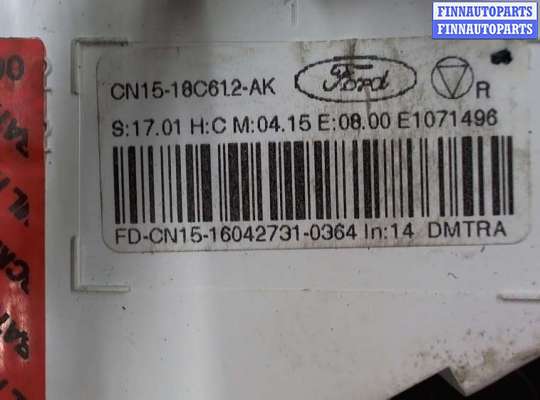 FINNAUTOPARTS
FINNAUTOPARTS
CN15-18C612-AK Ford R
S:17.01 H:C M:04.15 E:08.00 E1071496
FD-CN15-16042731-0364 In:14 DMTRA